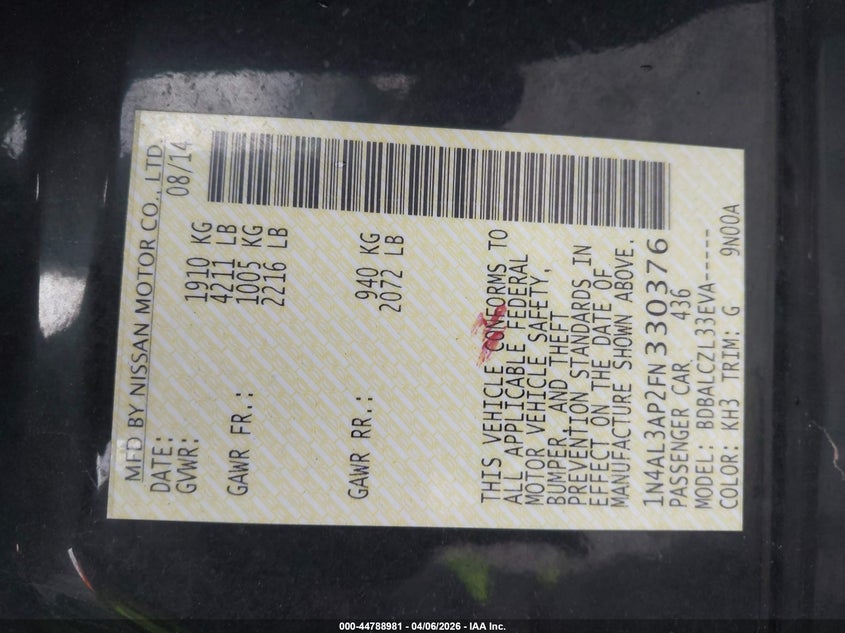 MFD BY NISSAN MOTOR CO., LTD.
DATE: 08/14
GVWR: 1910 KG
4211 LB
GAWR FR.: 1005 KG
2216 LB
GAWR RR.: 940 KG
2072 LB
THIS VEHICLE CONFORMS TO
ALL APPLICABLE FEDERAL
MOTOR VEHICLE SAFETY,
BUMPER, AND THEFT
PREVENTION STANDARDS IN
EFFECT ON THE DATE OF
MANUFACTURE SHOWN ABOVE.
1N4AL3AP2FN330376
PASSENGER CAR 436
MODEL: BDBALCZL33EVA-----
COLOR: KH3 TRIM: G 9N00A
000-44788981 - 04/06/2026 - IAA Inc.